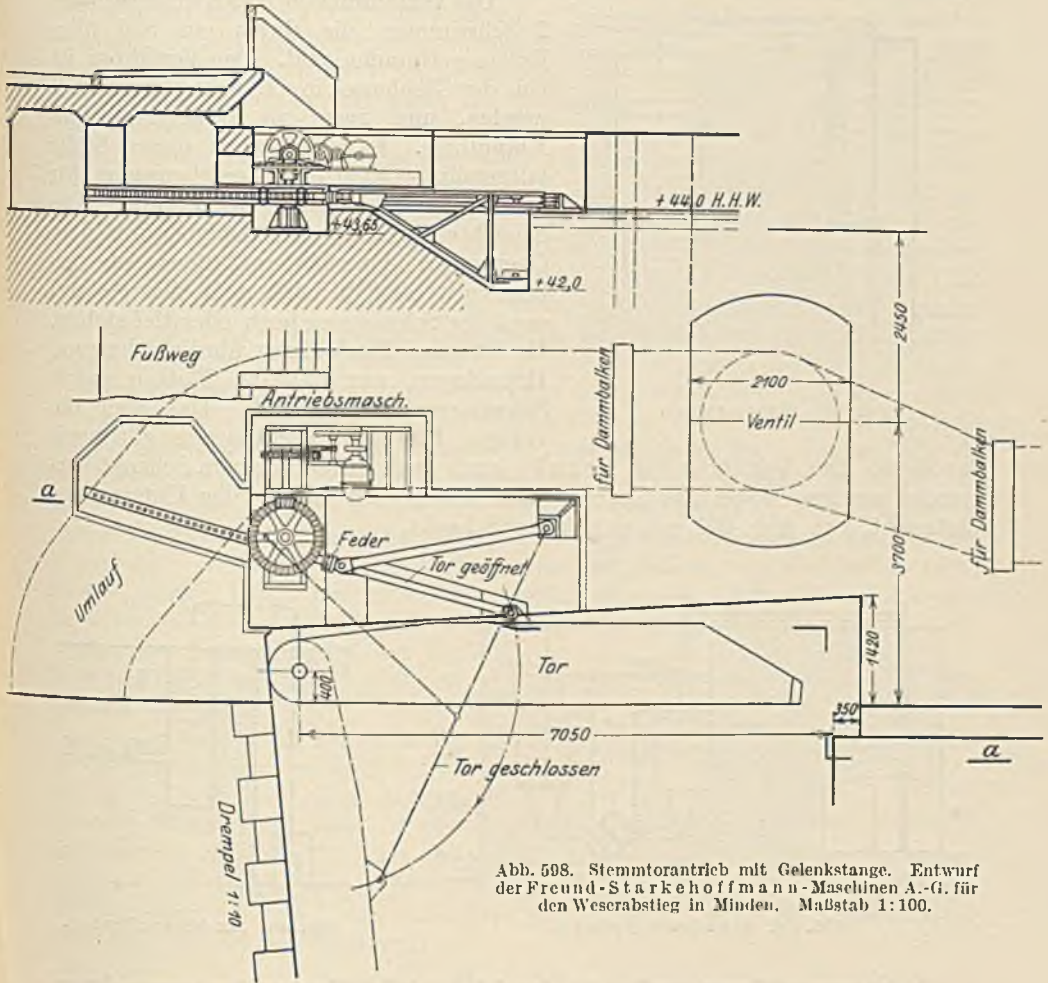 +44,0 H.H.W.
+43,65
+42,0
Fußweg
Antriebsmasch.
für Dammbalken
2100
Ventil
2450
3700
für Dammbalken
a
Umlauf
Feder
Tor geöffnet
Tor
400
1420
350
7050
a
Tor geschlossen
Drempel 1:10
Abb. 598. Stemmtorantrieb mit Gelenkstange. Entwurf
der Freund-Starkehoffmann-Maschinen A.-G. für
den Weserabstieg in Minden. Maßstab 1:100.